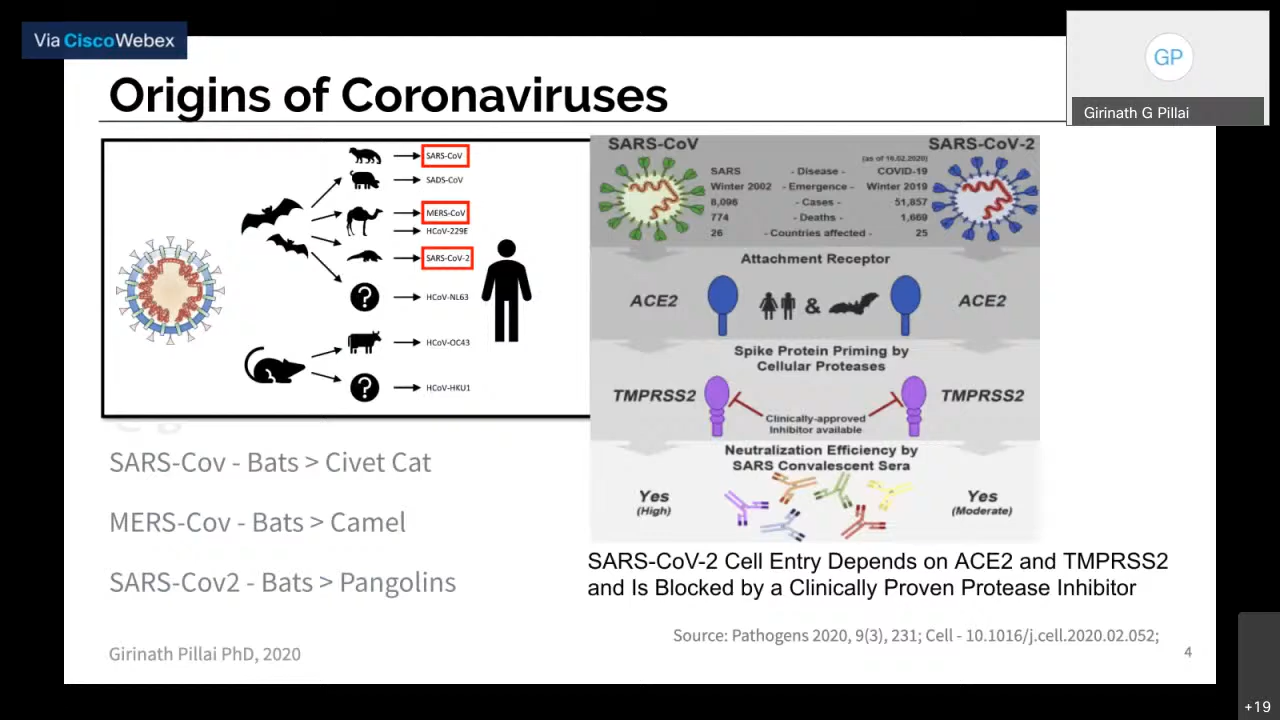 Via Cisco Webex
GP
Girinath G Pillai
Origins of Coronaviruses
SARS-CoV
SADS-CoV
MERS-CoV
HCoV-229E
SARS-CoV-2
?
HCoV-NL63
HCoV-OC43
?
HCoV-HKU1
SARS-CoV
SARS-CoV-2
(as of 16.02.2020)
SARS - Disease - COVID-19
Winter 2002 - Emergence - Winter 2019
8,096 - Cases - 51,857
774 - Deaths - 1,669
26 - Countries affected - 25
Attachment Receptor
ACE2 & ACE2
Spike Protein Priming by
Cellular Proteases
TMPRSS2 TMPRSS2
Clinically-approved
Inhibitor available
Neutralization Efficiency by
SARS Convalescent Sera
Yes Yes
(High) (Moderate)
SARS-Cov - Bats > Civet Cat
MERS-Cov - Bats > Camel
SARS-Cov2 - Bats > Pangolins
SARS-CoV-2 Cell Entry Depends on ACE2 and TMPRSS2
and Is Blocked by a Clinically Proven Protease Inhibitor
Source: Pathogens 2020, 9(3), 231; Cell - 10.1016/j.cell.2020.02.052;
Girinath Pillai PhD, 2020
4
+19